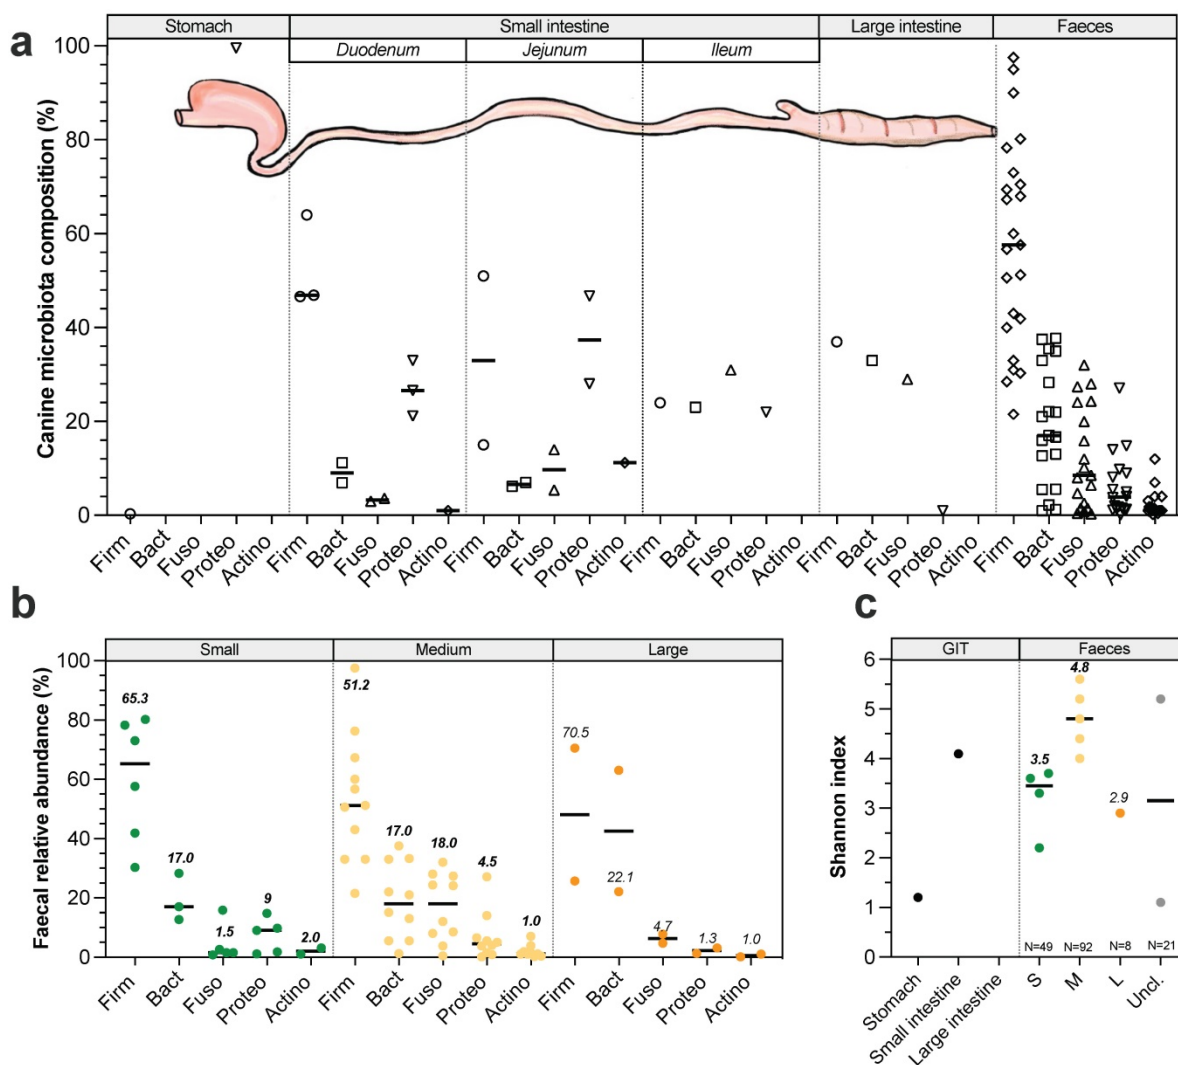 a
Stomach Small intestine Large intestine Faeces
Duodenum Jejunum Ileum
Canine microbiota composition (%)
100
80
60
40
20
0
Firm Bact Fuso Proteo Actino Firm Bact Fuso Proteo Actino Firm Bact Fuso Proteo Actino Firm Bact Fuso Proteo Actino Firm Bact Fuso Proteo Actino Firm Bact Fuso Proteo Actino
b
Small Medium Large
Faecal relative abundance (%)
100
80
60
40
20
0
65.3 17.0 1.5 9 2.0
51.2 17.0 18.0 4.5 1.0
70.5 22.1 4.7 1.3 1.0
Firm Bact Fuso Proteo Actino Firm Bact Fuso Proteo Actino Firm Bact Fuso Proteo Actino
c
GIT Faeces
Shannon index
6
5
4
3
2
1
0
3.5 4.8 2.9
N=49 N=92 N=8 N=21
Stomach Small intestine Large intestine S M L Uncl.